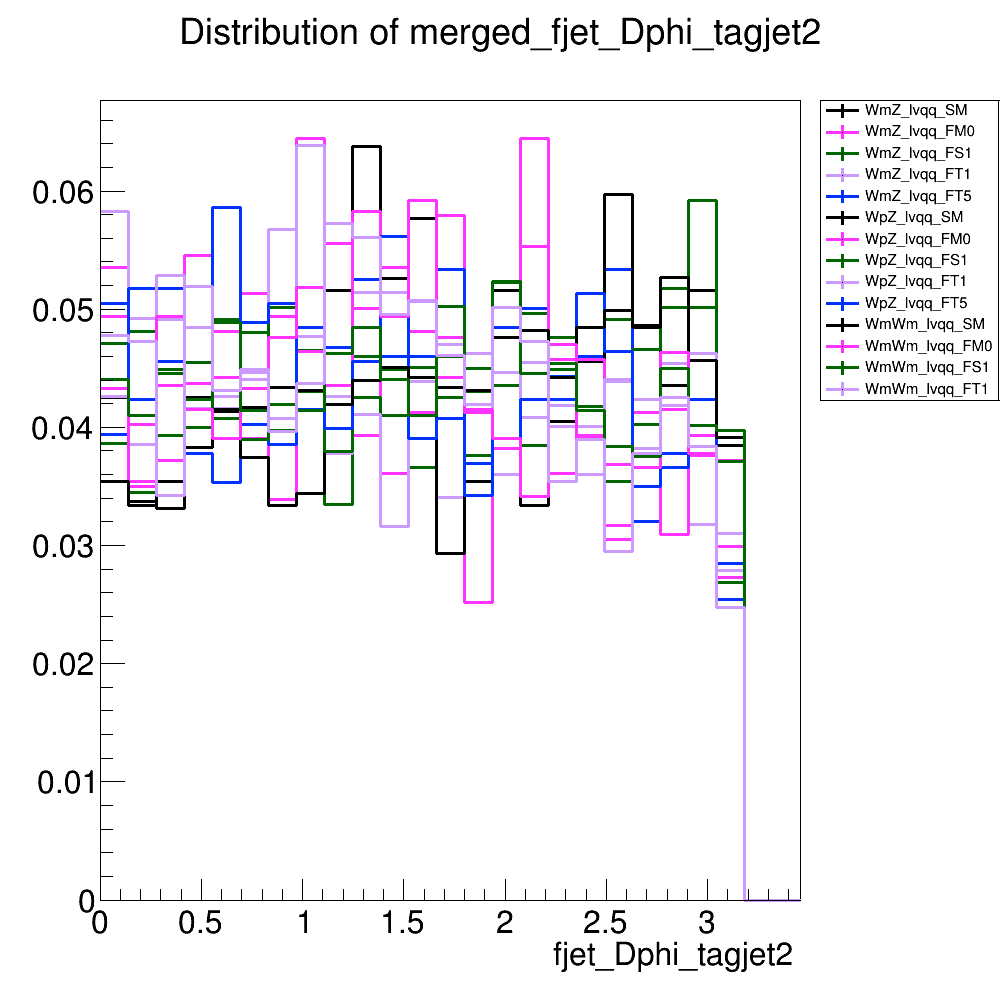 Distribution of merged_fjet_Dphi_tagjet2
WmZ_lvqq_SM
WmZ_lvqq_FM0
WmZ_lvqq_FS1
WmZ_lvqq_FT1
WmZ_lvqq_FT5
WpZ_lvqq_SM
WpZ_lvqq_FM0
WpZ_lvqq_FS1
WpZ_lvqq_FT1
WpZ_lvqq_FT5
WmWm_lvqq_SM
WmWm_lvqq_FM0
WmWm_lvqq_FS1
WmWm_lvqq_FT1
0.06
0.05
0.04
0.03
0.02
0.01
0
0 0.5 1 1.5 2 2.5 3
fjet_Dphi_tagjet2